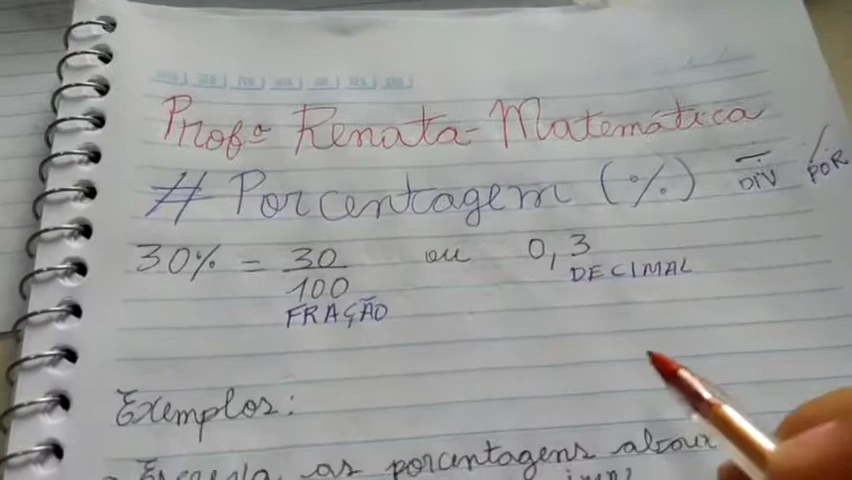 Profª Renata - Matemática
# Porcentagem (%) DIV POR
30% = 30/100 ou 0,3
FRAÇÃO DECIMAL
Exemplos:
as porcentagens